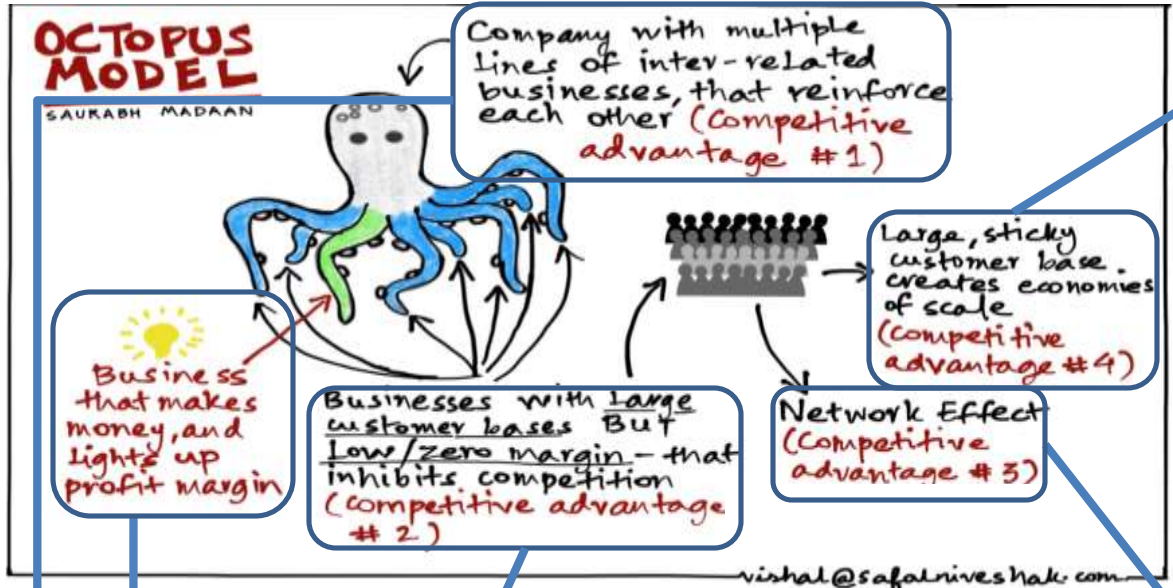 OCTOPUS
MODEL
SAURABH MADAAN
Company with multiple
lines of inter-related
businesses, that reinforce
each other (Competitive
advantage #1)
Large, sticky
customer base
creates economies
of scale
(Competitive
advantage #4)
Business
that makes
money, and
lights up
profit margin
Businesses with Large
customer bases BUT
Low/zero margin - that
inhibits competition
(Competitive advantage
#2)
Network Effect
(Competitive
advantage #3)
vishal@safalniveshak.com